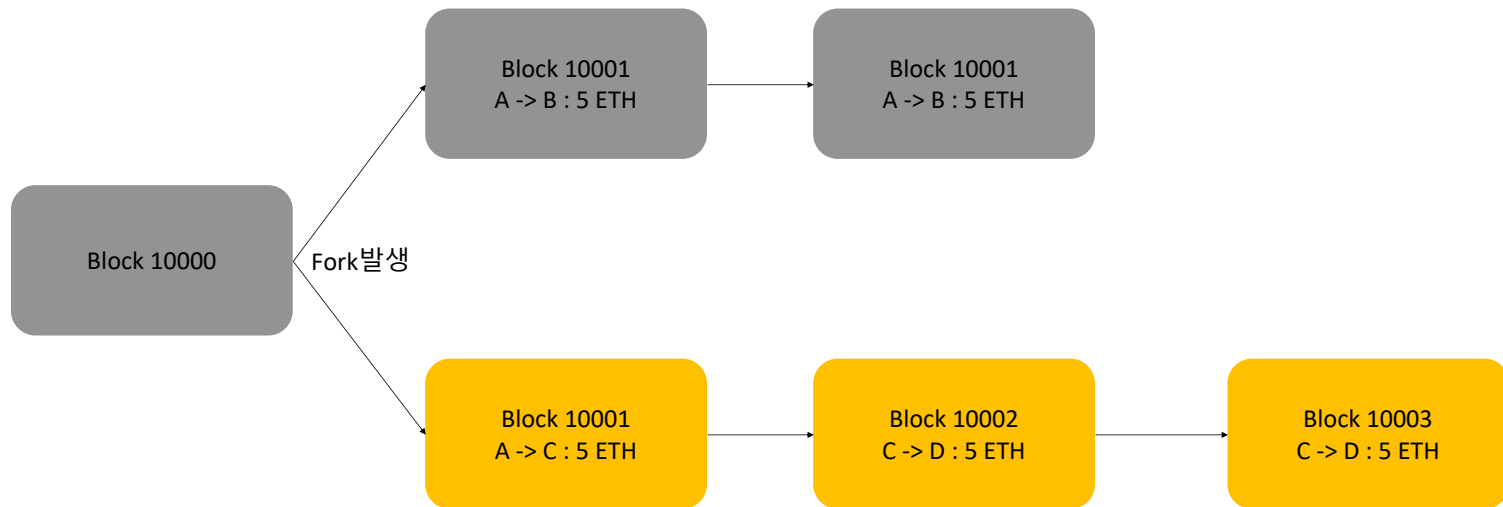 Block 10001
A -> B : 5 ETH
Block 10001
A -> B : 5 ETH
Block 10000
Fork발생
Block 10001
A -> C : 5 ETH
Block 10002
C -> D : 5 ETH
Block 10003
C -> D : 5 ETH